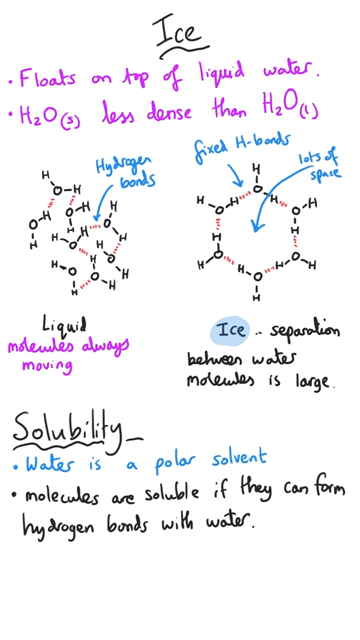 Ice
• Floats on top of liquid water.
• H₂O(s) less dense than H₂O(l)
fixed H-bonds
lots of
space
Hydrogen
bonds
Liquid
molecules always
moving
Ice .. separation
between water
molecules is large.
Solubility_
• Water is a polar solvent
• molecules are soluble if they can form
hydrogen bonds with water.